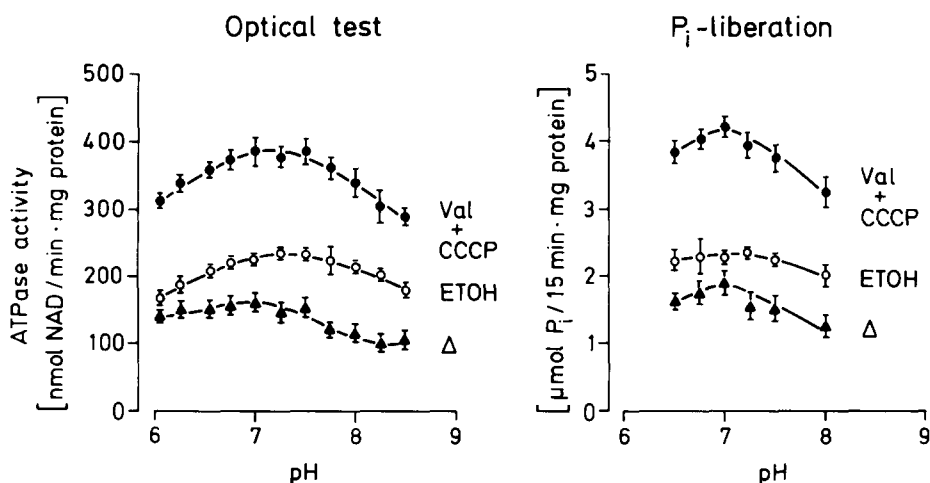 Optical test
ATPase activity
[nmol NAD/min·mg protein]
500
400
300
200
100
0
6
7
8
9
pH
Val
+
CCCP
ETOH
Δ
Pi-liberation
[μmol Pi/15 min·mg protein]
5
4
3
2
1
0
6
7
8
9
pH
Val
+
CCCP
ETOH
Δ